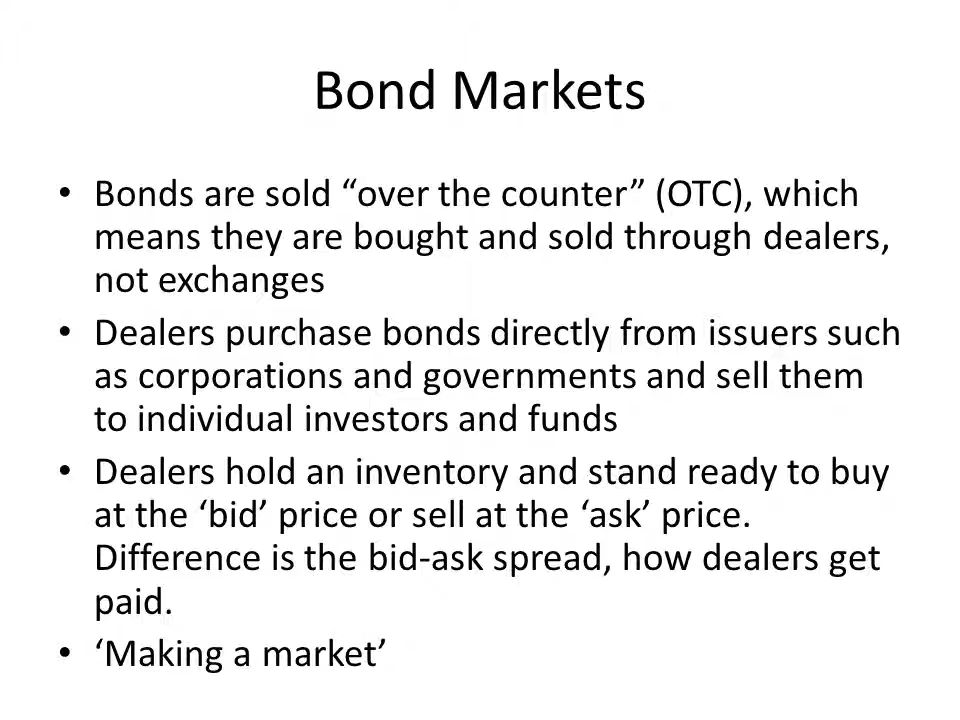 Bond Markets
• Bonds are sold “over the counter” (OTC), which
means they are bought and sold through dealers,
not exchanges
• Dealers purchase bonds directly from issuers such
as corporations and governments and sell them
to individual investors and funds
• Dealers hold an inventory and stand ready to buy
at the ‘bid’ price or sell at the ‘ask’ price.
Difference is the bid-ask spread, how dealers get
paid.
• ‘Making a market’